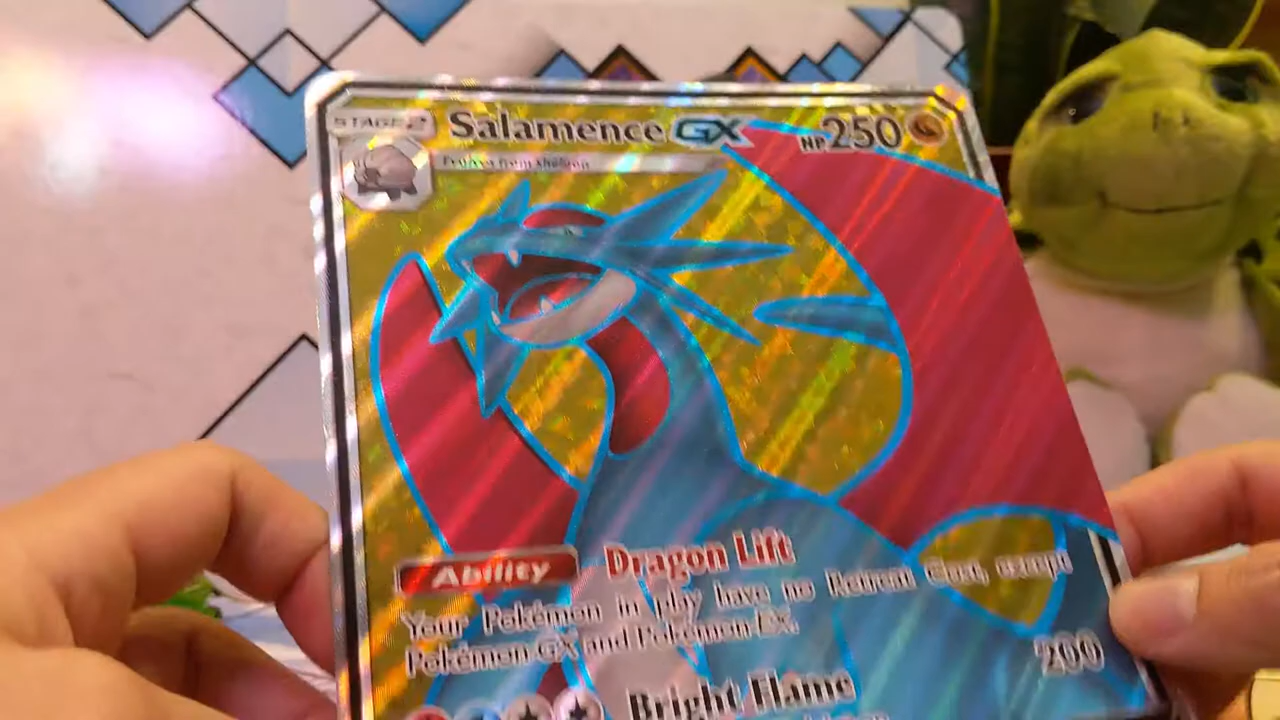 STAGE 2 Salamence GX HP 250
Evolves from Shelgon
Ability Dragon Lift
Your Pokémon in play have no Retreat Cost, except
Pokémon-GX and Pokémon-EX.
Bright Flame 200